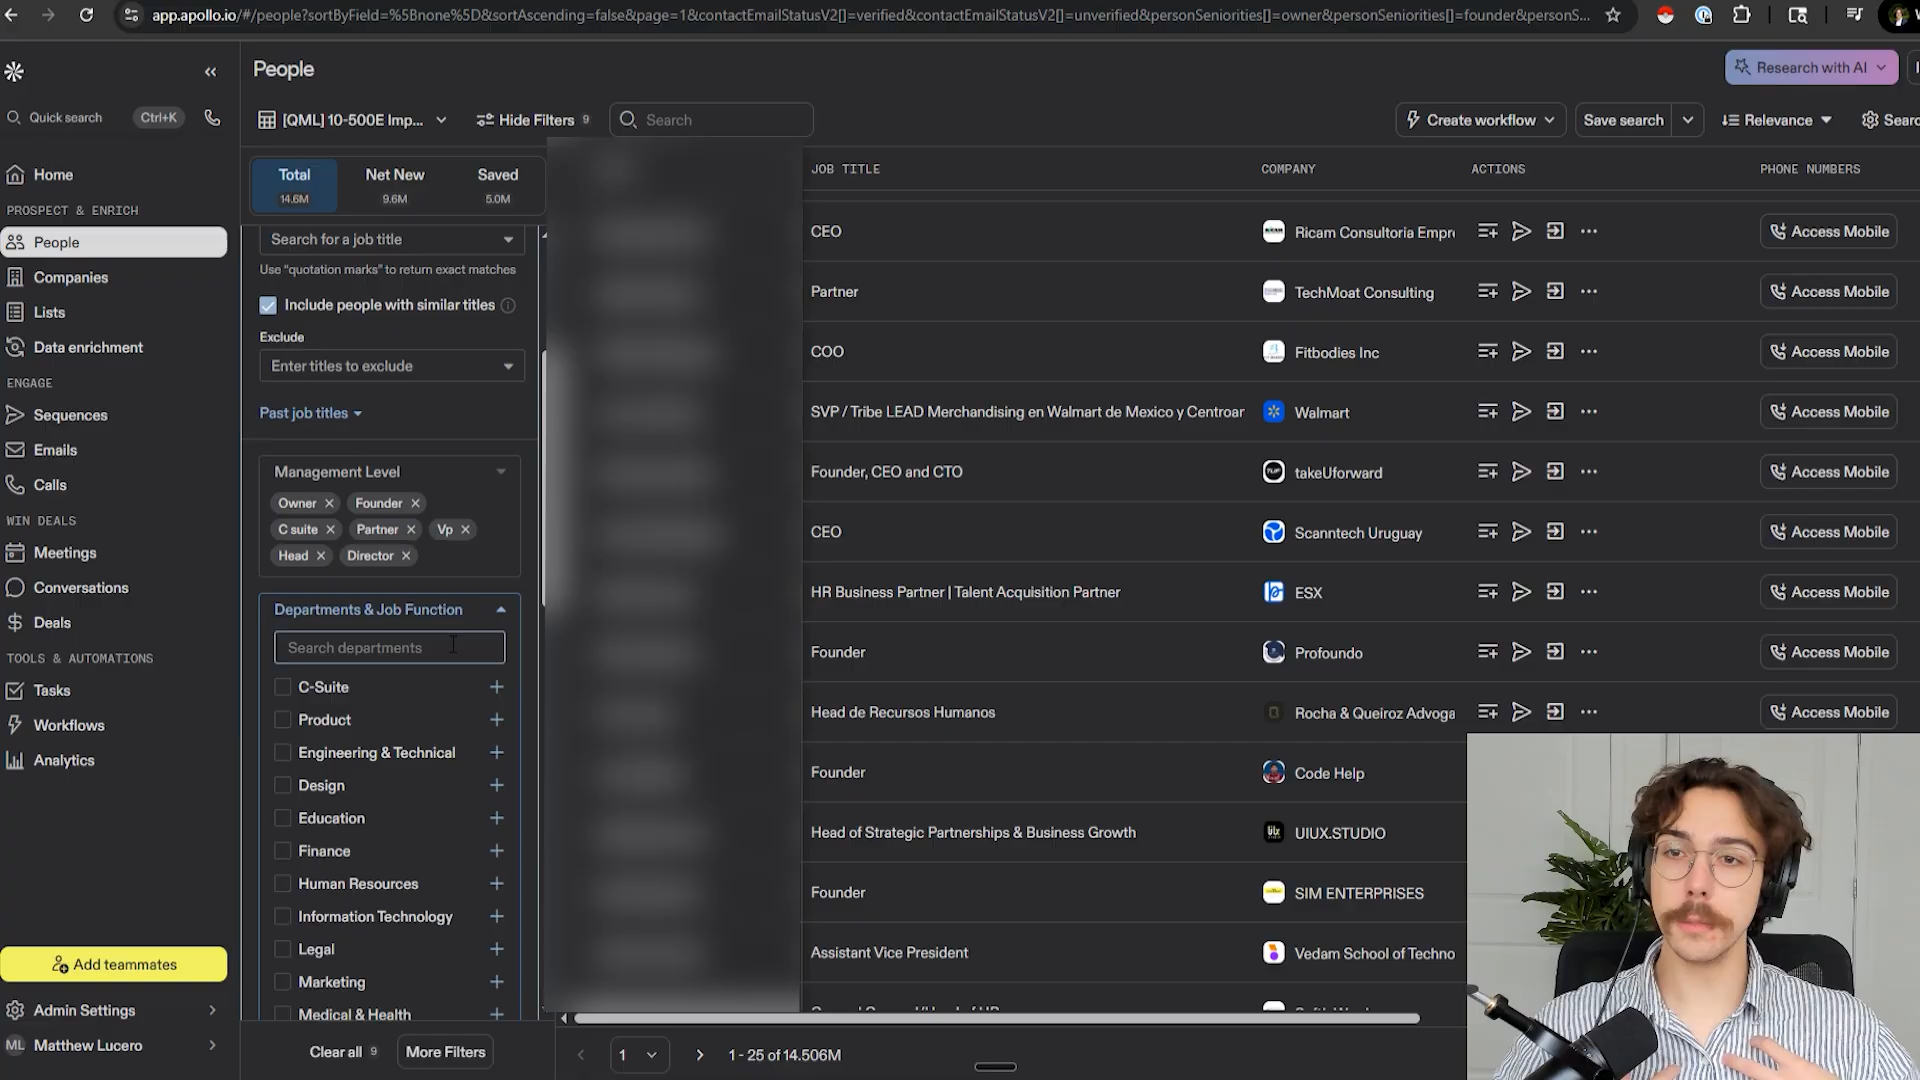 app.apollo.io/#/people?sortByField=%5Bnone%5D&sortAscending=false&page=1&contactEmailStatusV2[]=verified&contactEmailStatusV2[]=unverified&personSeniorities[]=owner&personSeniorities[]=founder&personS...
Quick search
Ctrl+K
Home
PROSPECT & ENRICH
People
Companies
Lists
Data enrichment
ENGAGE
Sequences
Emails
Calls
WIN DEALS
Meetings
Conversations
Deals
TOOLS & AUTOMATIONS
Tasks
Workflows
Analytics
Add teammates
Admin Settings
ML Matthew Lucero
People
Research with AI
[QML] 10-500E Imp...
Hide Filters 9
Search
Create workflow
Save search
Relevance
Searc
Total
14.6M
Net New
9.6M
Saved
5.0M
Search for a job title
Use “quotation marks” to return exact matches
Include people with similar titles
Exclude
Enter titles to exclude
Past job titles
Management Level
Owner
Founder
C suite
Partner
Vp
Head
Director
Departments & Job Function
Search departments
C-Suite
Product
Engineering & Technical
Design
Education
Finance
Human Resources
Information Technology
Legal
Marketing
Medical & Health
Clear all 9
More Filters
JOB TITLE COMPANY ACTIONS PHONE NUMBERS
CEO Ricam Consultoria Empr Access Mobile
Partner TechMoat Consulting Access Mobile
COO Fitbodies Inc Access Mobile
SVP / Tribe LEAD Merchandising en Walmart de Mexico y Centroar Walmart Access Mobile
Founder, CEO and CTO takeUforward Access Mobile
CEO Scanntech Uruguay Access Mobile
HR Business Partner | Talent Acquisition Partner ESX Access Mobile
Founder Profoundo Access Mobile
Head de Recursos Humanos Rocha & Queiroz Advoga Access Mobile
Founder Code Help
Head of Strategic Partnerships & Business Growth UIUX.STUDIO
Founder SIM ENTERPRISES
Assistant Vice President Vedam School of Techno
1
1 - 25 of 14.506M